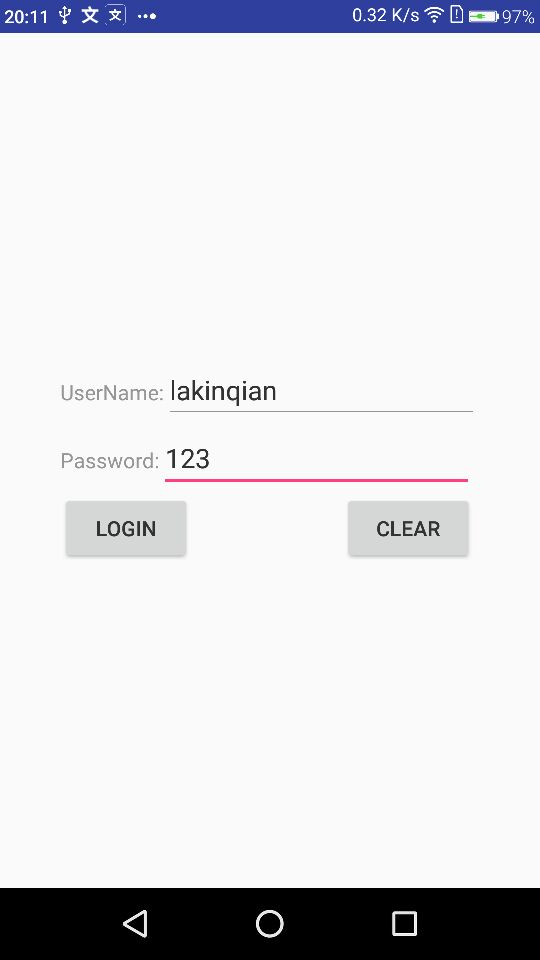 20:11 文 文 ... 0.32 K/s 97%
UserName: lakinqian
Password: 123
LOGIN CLEAR